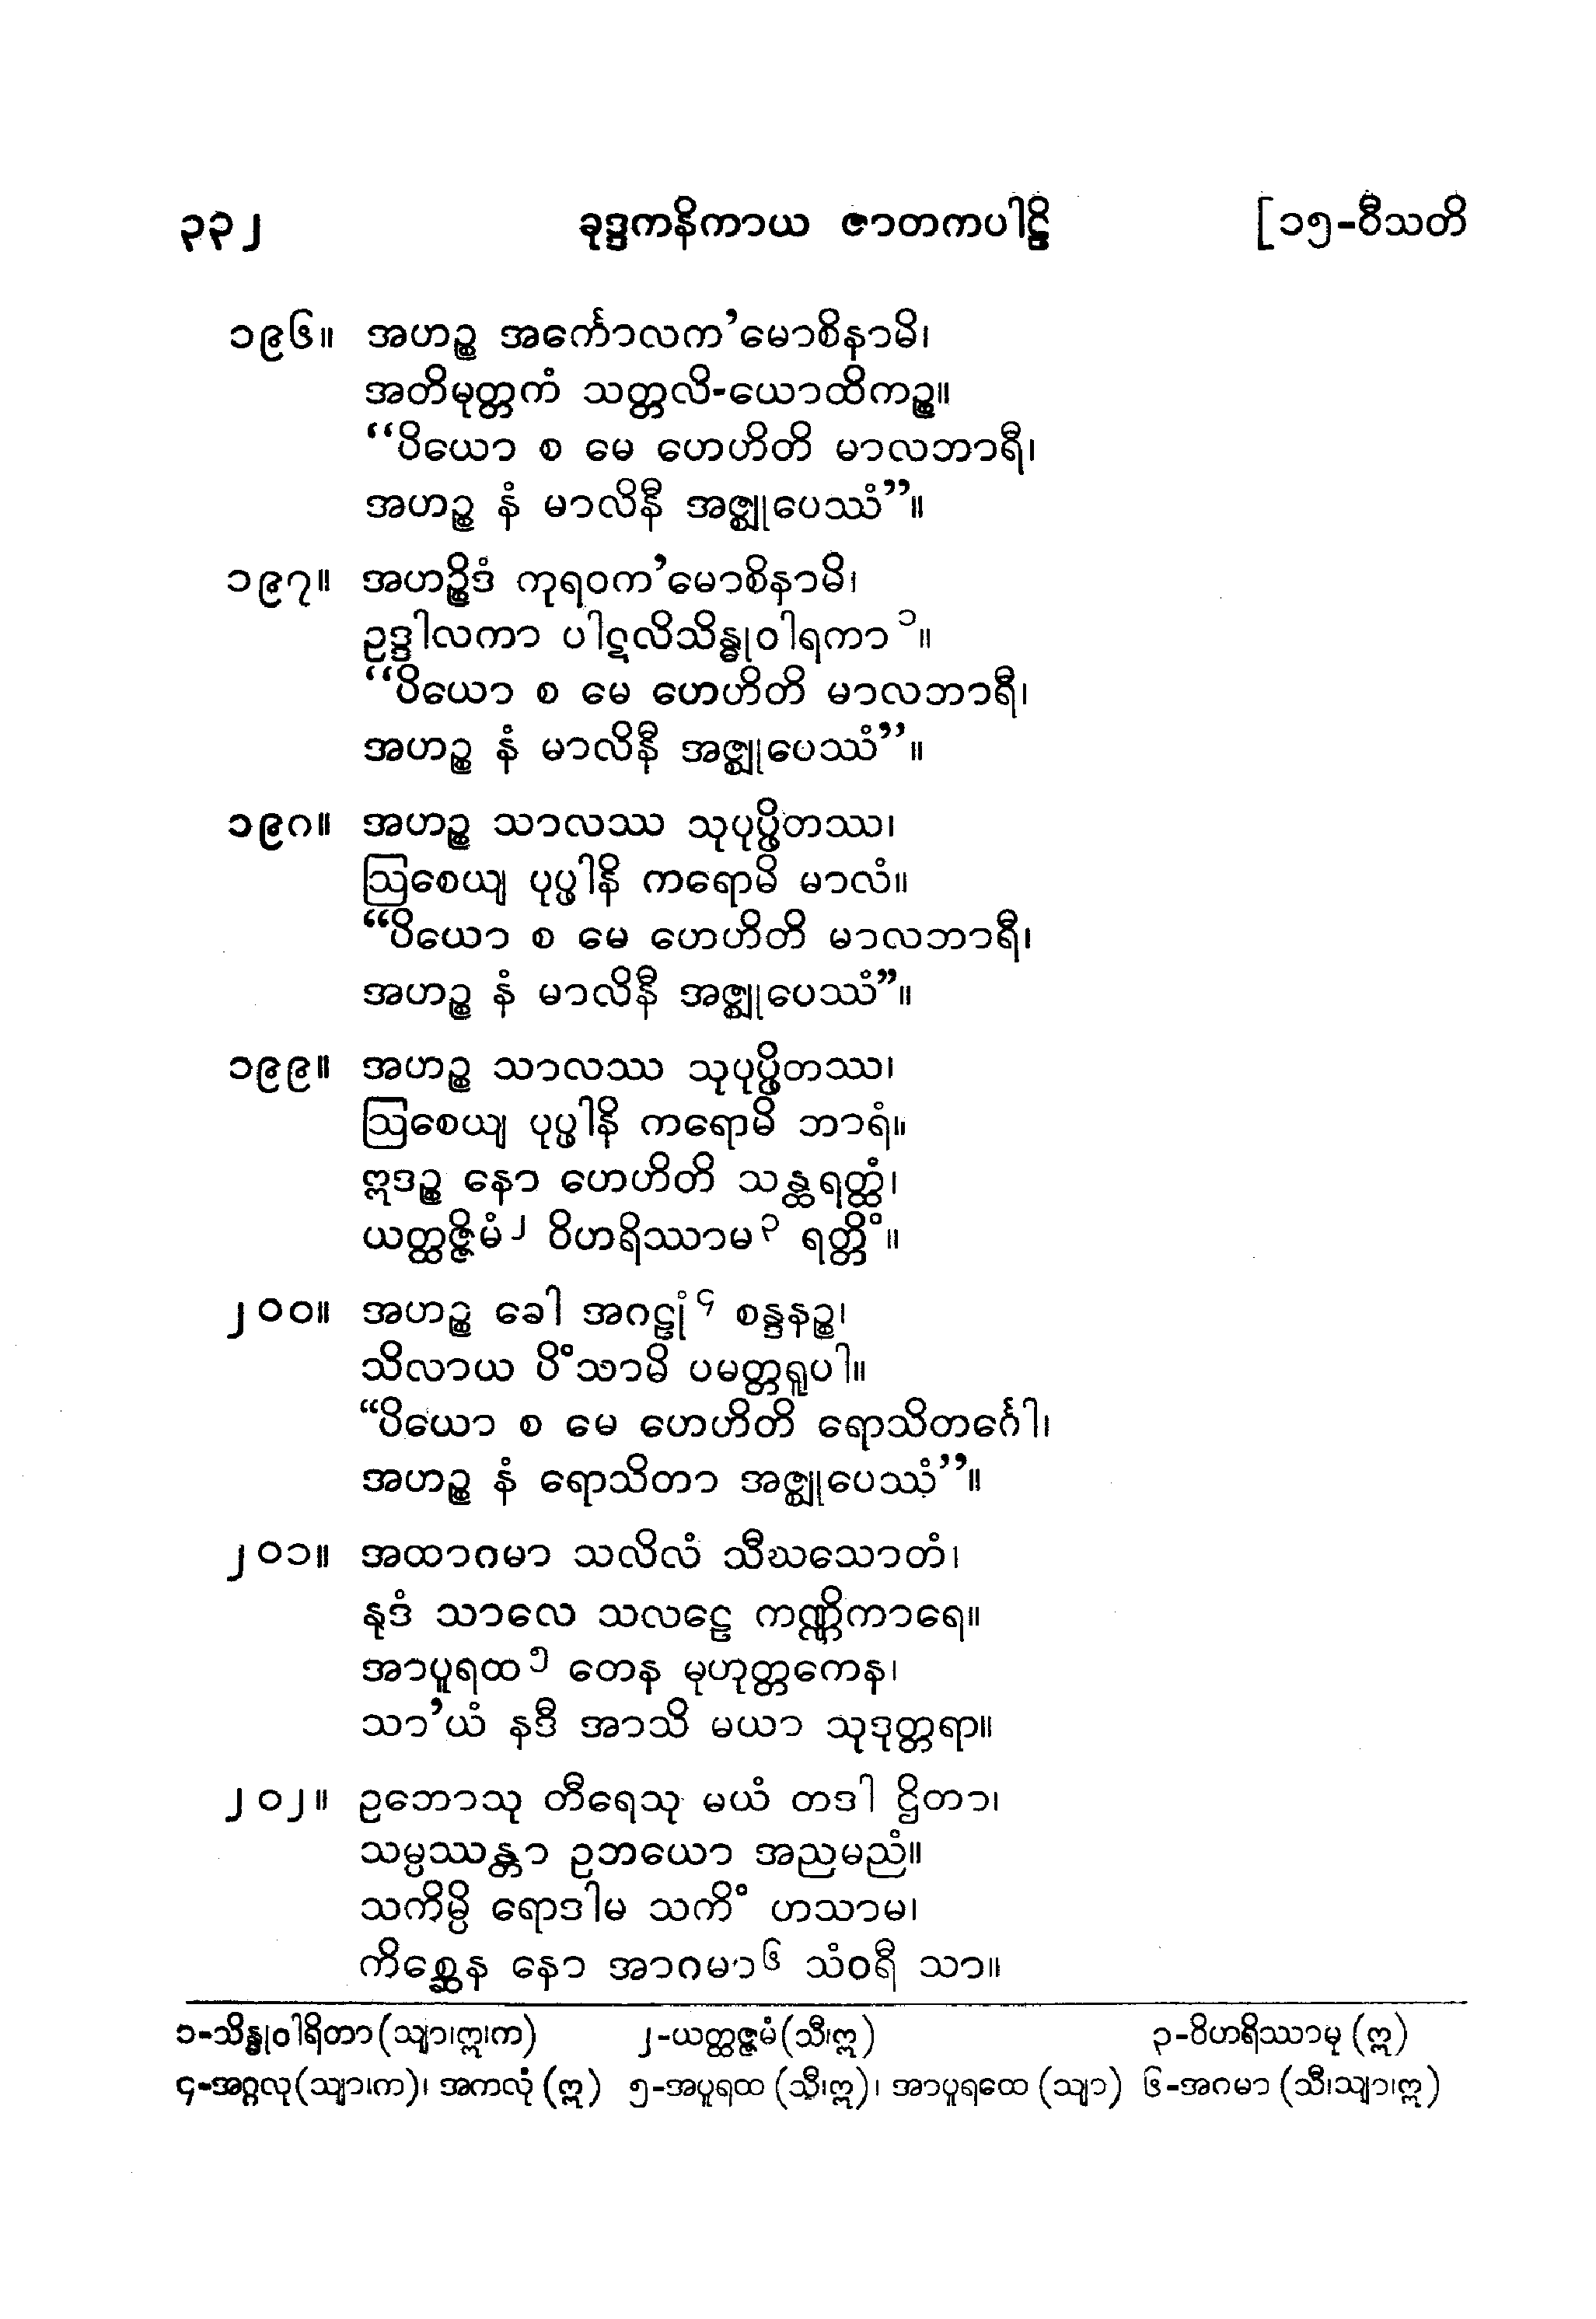 ၃၃၂ ခုဒ္ဒကနိကာယ ဇာတကပါဠိ [၁၅-ဝီသတိ
၁၉၆။ အဟဉ္စ အင်္ကောလက’မောစိနာမိ၊
အတိမုတ္တကံ သတ္တလိ-ယောထိကဉ္စ။
“ပိယော စ မေ ဟေဟိတိ မာလဘာရီ၊
အဟဉ္စ နံ မာလိနီ အဇ္ဈုပေဿံ”။
၁၉၇။ အဟဉ္စိဒံ ကုရဝက’မောစိနာမိ၊
ဥဒ္ဒါလကာ ပါဋလိသိန္ဓုဝါရကာ၁။
“ပိယော စ မေ ဟေဟိတိ မာလဘာရီ၊
အဟဉ္စ နံ မာလိနီ အဇ္ဈုပေဿံ”။
၁၉၈။ အဟဉ္စ သာလဿ သုပုပ္ဖိတဿ၊
ဩစေယျ ပုပ္ဖါနိ ကရောမိ မာလံ။
“ပိယော စ မေ ဟေဟိတိ မာလဘာရီ၊
အဟဉ္စ နံ မာလိနီ အဇ္ဈုပေဿံ”။
၁၉၉။ အဟဉ္စ သာလဿ သုပုပ္ဖိတဿ၊
ဩစေယျ ပုပ္ဖါနိ ကရောမိ ဘာရံ။
ဣဒဉ္စ နော ဟေဟိတိ သန္ထရတ္ထံ၊
ယတ္ထဇ္ဇိမံ၂ ဝိဟရိဿာမ၃ ရတ္တိံ။
၂၀၀။ အဟဉ္စ ခေါ အဂဠုံ၄ စန္ဒနဉ္စ၊
သိလာယ ပိံသာမိ ပမတ္တရူပါ။
“ပိယော စ မေ ဟေဟိတိ ရောသိတင်္ဂေါ၊
အဟဉ္စ နံ ရောသိတာ အဇ္ဈုပေဿံ”။
၂၀၁။ အထာဂမာ သလိလံ သီဃသောတံ၊
နုဒံ သာလေ သလဠေ ကဏ္ဏိကာရေ။
အာပူရထ၅ တေန မုဟုတ္တကေန၊
သာ’ယံ နဒီ အာသိ မယာ သုဒုတ္တရာ။
၂၀၂။ ဥဘောသု တီရေသု မယံ တဒါ ဌိတာ၊
သမ္ပဿန္တာ ဥဘယော အညမညံ။
သကိမ္ပိ ရောဒါမ သကိံ ဟသာမ၊
ကိစ္ဆေန နော အာဂမာ၆ သံဝရီ သာ။
၁-သိန္ဓုဝါရိတာ(သျာ၊ဣ၊က) ၂-ယတ္ထဇ္ဇမံ(သီ၊ဣ) ၃-ဝိဟရိဿာမု (ဣ)
၄-အဂ္ဂလု(သျာ၊က)၊ အကလုံ (ဣ) ၅-အပူရထ (သီ၊ဣ)၊ အာပူရထေ (သျာ) ၆-အဂမာ (သီ၊သျာ၊ဣ)